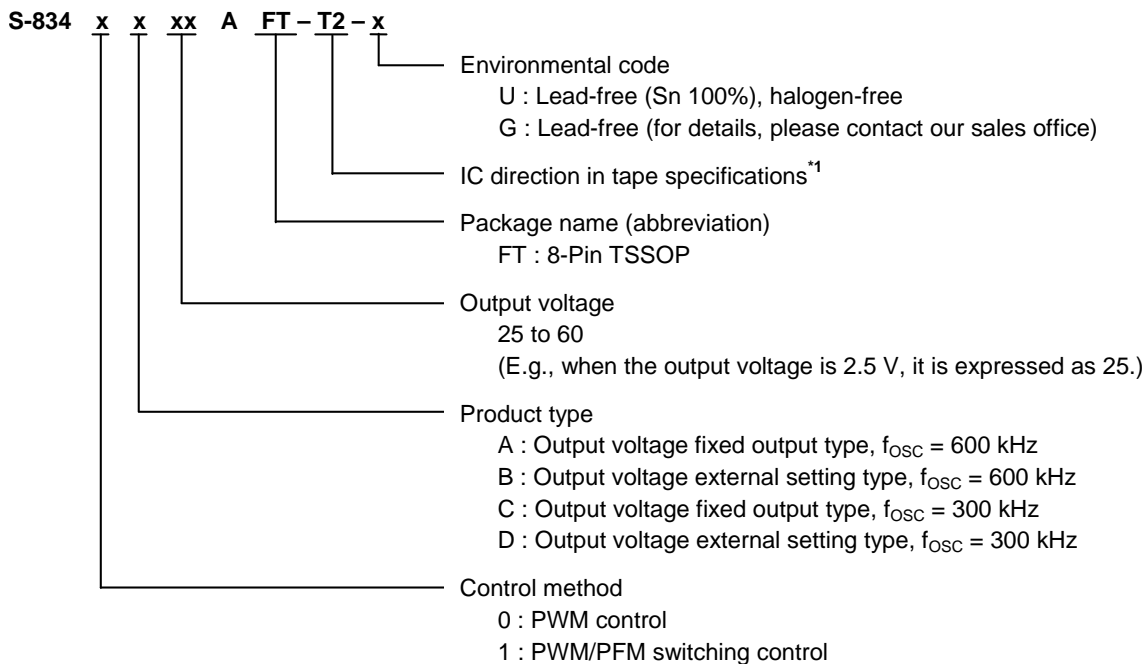 S-834 x x xx A FT – T2 – x
Environmental code
U : Lead-free (Sn 100%), halogen-free
G : Lead-free (for details, please contact our sales office)
IC direction in tape specifications*1
Package name (abbreviation)
FT : 8-Pin TSSOP
Output voltage
25 to 60
(E.g., when the output voltage is 2.5 V, it is expressed as 25.)
Product type
A : Output voltage fixed output type, fOSC = 600 kHz
B : Output voltage external setting type, fOSC = 600 kHz
C : Output voltage fixed output type, fOSC = 300 kHz
D : Output voltage external setting type, fOSC = 300 kHz
Control method
0 : PWM control
1 : PWM/PFM switching control